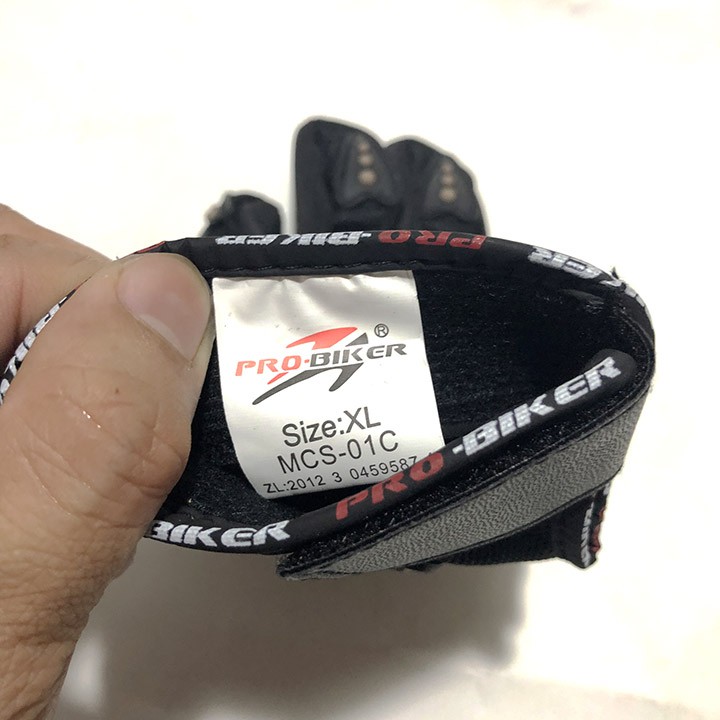 PRO-BIKER
PRO-BIKER®
Size:XL
MCS-01C
ZL:2012 3 0459587
PRO-BIKER
BIKER